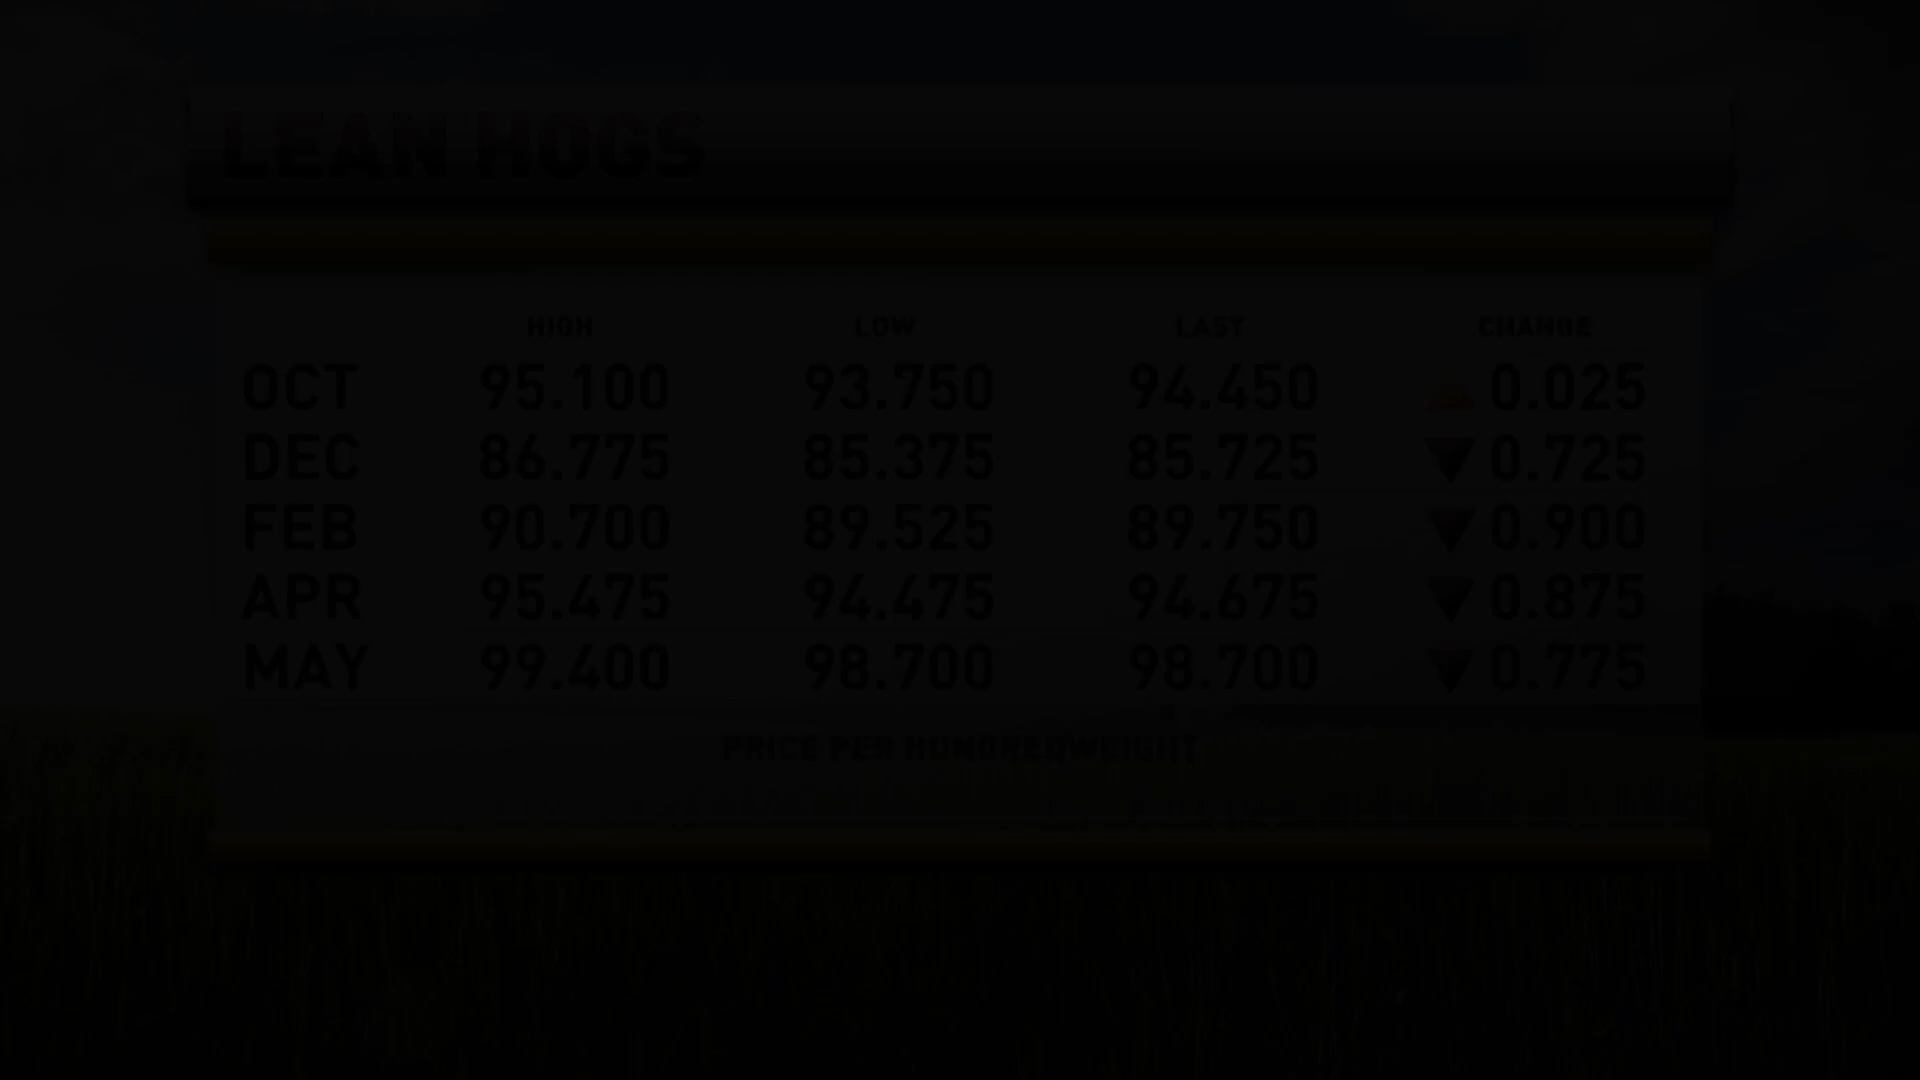 LEAN HOGS
HIGH LOW LAST CHANGE
OCT 95.100 93.750 94.450 ▲ 0.025
DEC 86.775 85.375 85.725 ▼ 0.725
FEB 90.700 89.525 89.750 ▼ 0.900
APR 95.475 94.475 94.675 ▼ 0.875
MAY 99.400 98.700 98.700 ▼ 0.775
PRICE PER HUNDREDWEIGHT